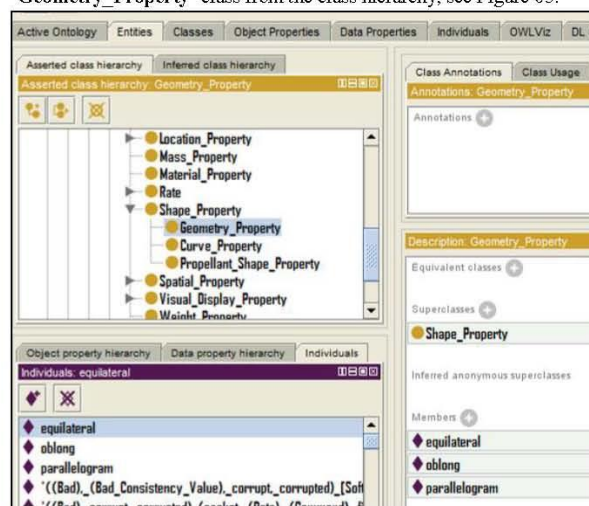 "Geometry_Property" class from the class hierarchy, see Figure 65.
Active Ontology Entities Classes Object Properties Data Properties Individuals OWLViz DL
Asserted class hierarchy Inferred class hierarchy
Asserted class hierarchy: Geometry_Property
Location_Property
Mass_Property
Material_Property
Rate
Shape_Property
Geometry_Property
Curve_Property
Propellant_Shape_Property
Spatial_Property
Visual_Display_Property
Weight_Property
Class Annotations Class Usage
Annotations: Geometry_Property
Annotations
Description: Geometry_Property
Equivalent classes
Superclasses
Shape_Property
Inferred anonymous superclasses
Members
equilateral
oblong
parallelogram
Object property hierarchy Data property hierarchy Individuals
Individuals: equilateral
equilateral
oblong
parallelogram
'((Bad),_(Bad_Consistency_Value),_corrupt,_corrupted)_[Soft